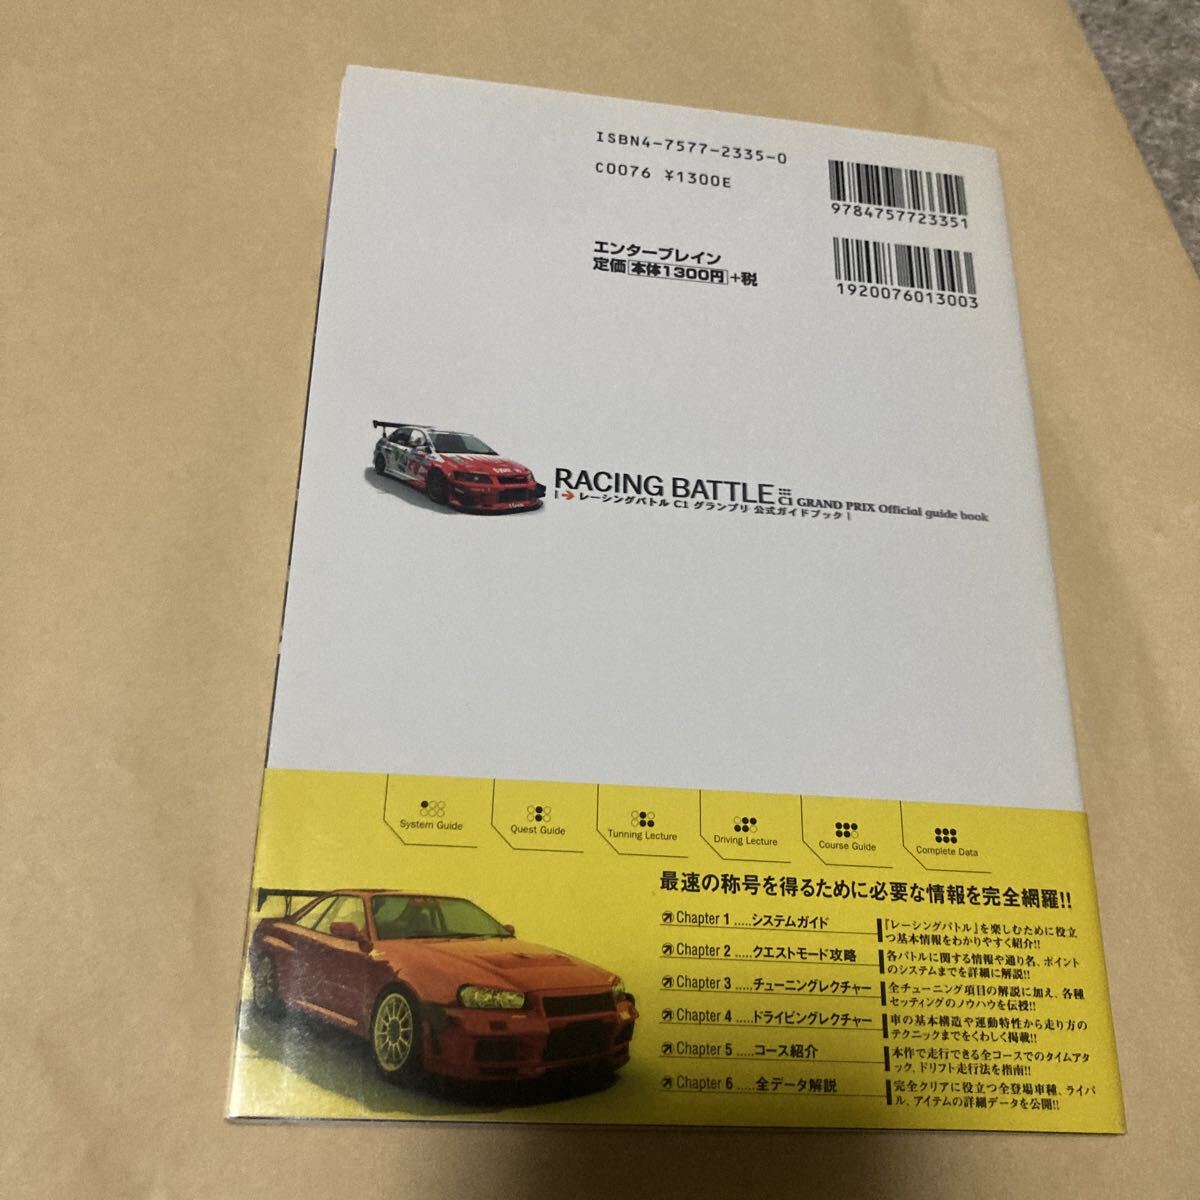 ISBN4-7577-2335-0
C0076 ¥1300E
9784757723351
エンターブレイン
定価 本体1300円 +税
1920076013003
RACING BATTLE C1 GRAND PRIX Official guide book
レーシングバトル C1 グランプリ 公式ガイドブック
System Guide
Quest Guide
Tunning Lecture
Driving Lecture
Course Guide
Complete Data
最速の称号を得るために必要な情報を完全網羅!!
Chapter 1 .....システムガイド
『レーシングバトル』を楽しむために役立
つ基本情報をわかりやすく紹介!!
Chapter 2 .....クエストモード攻略
各バトルに関する情報や通り名、ポイント
のシステムまでを詳細に解説!!
Chapter 3 .....チューニングレクチャー
全チューニング項目の解説に加え、各種
セッティングのノウハウを伝授!!
Chapter 4 .....ドライビングレクチャー
車の基本構造や運動特性から走り方の
テクニックまでをくわしく掲載!!
Chapter 5 .....コース紹介
本作で走行できる全コースでのタイムアタ
ック、ドリフト走行法を指南!!
Chapter 6 .....全データ解説
完全クリアに役立つ全登場車種、ライバ
ル、アイテムの詳細データを公開!!